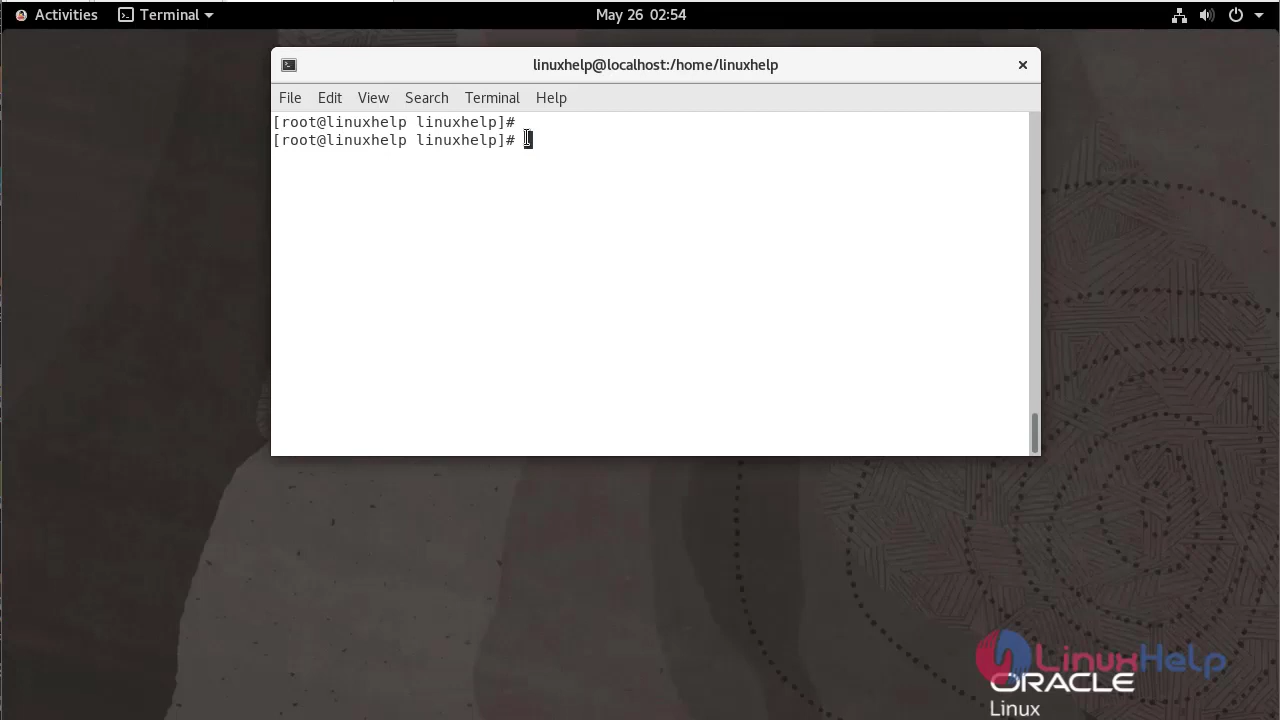 Activities Terminal May 26 02:54
linuxhelp@localhost:/home/linuxhelp
File Edit View Search Terminal Help
[root@linuxhelp linuxhelp]#
[root@linuxhelp linuxhelp]#
LinuxHelp
ORACLE
Linux